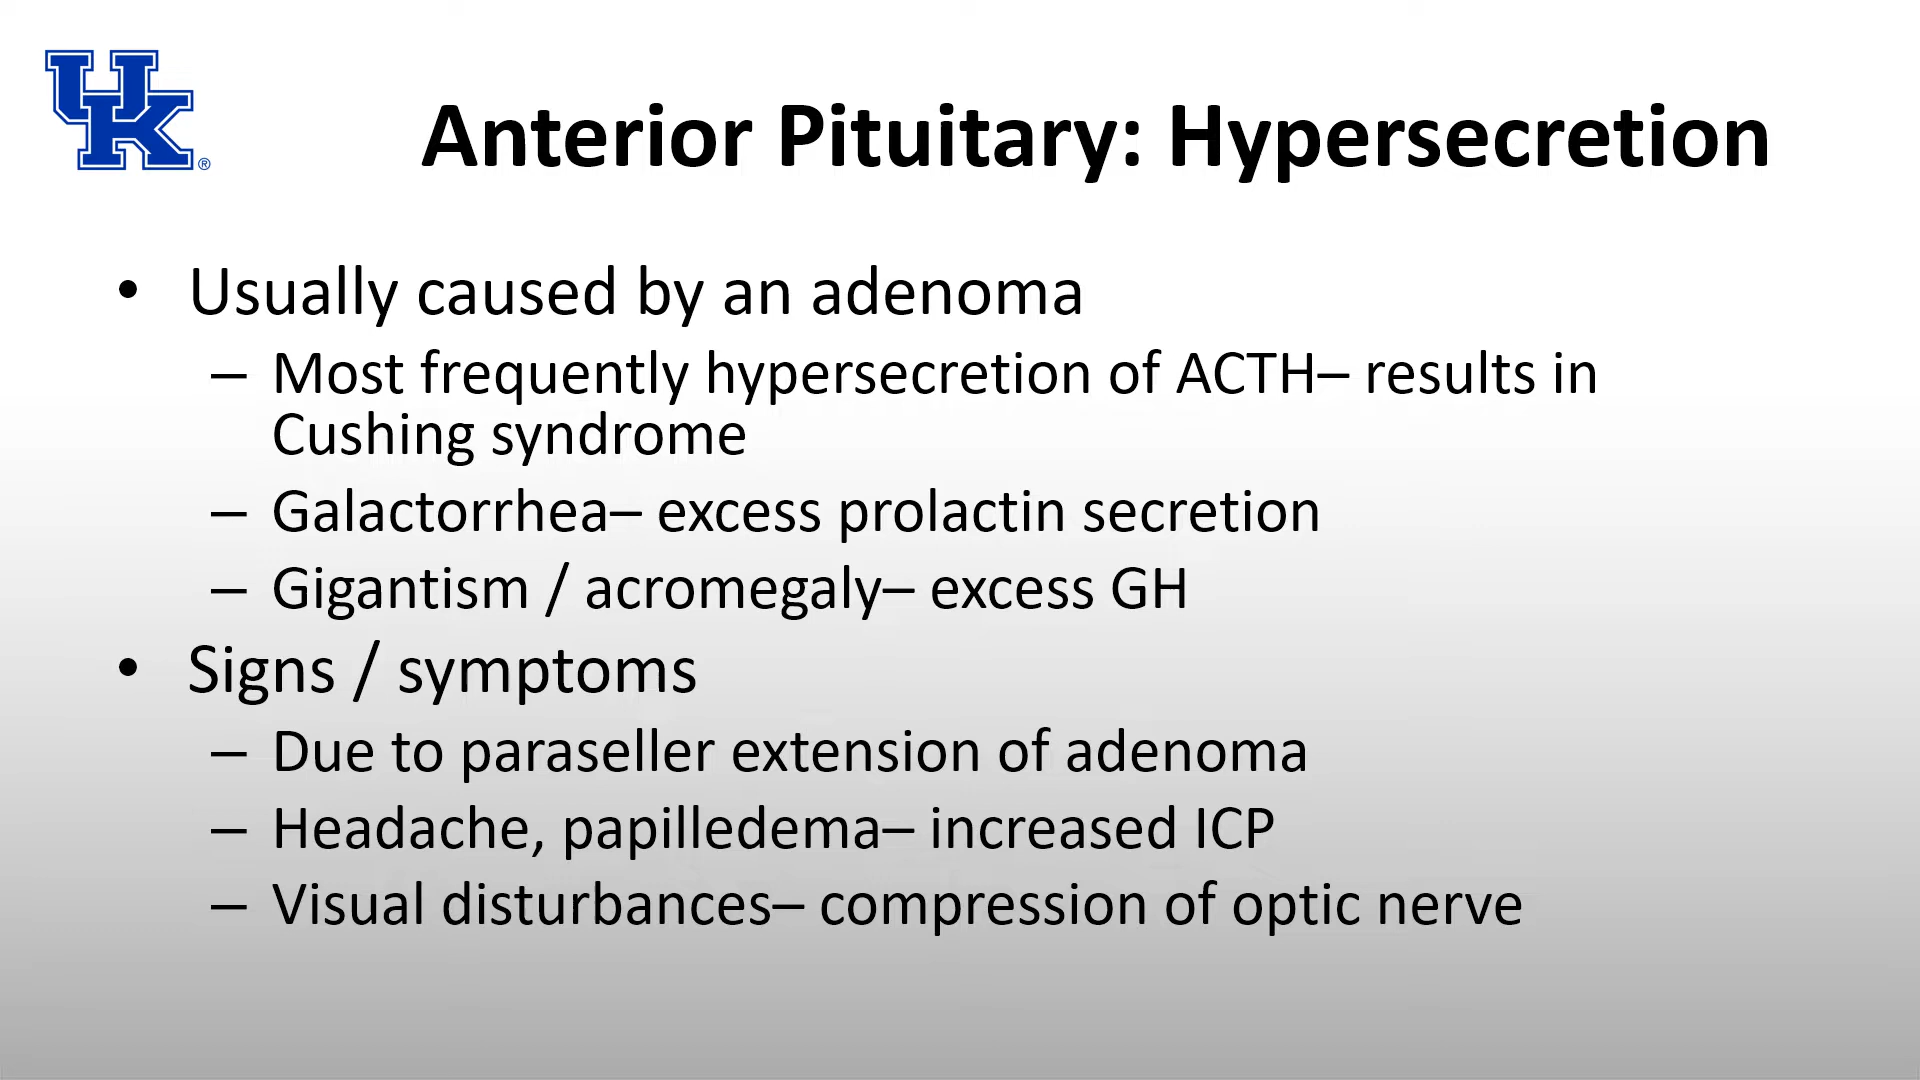 UK®
Anterior Pituitary: Hypersecretion
• Usually caused by an adenoma
– Most frequently hypersecretion of ACTH– results in
Cushing syndrome
– Galactorrhea– excess prolactin secretion
– Gigantism / acromegaly– excess GH
• Signs / symptoms
– Due to paraseller extension of adenoma
– Headache, papilledema– increased ICP
– Visual disturbances– compression of optic nerve